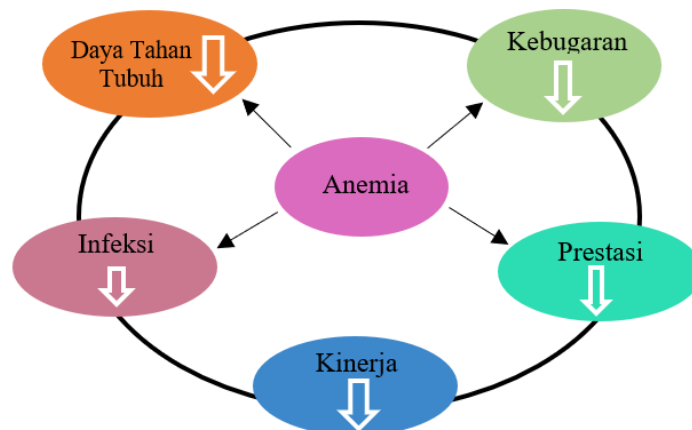 Daya Tahan
Tubuh
Kebugaran
Anemia
Infeksi
Prestasi
Kinerja